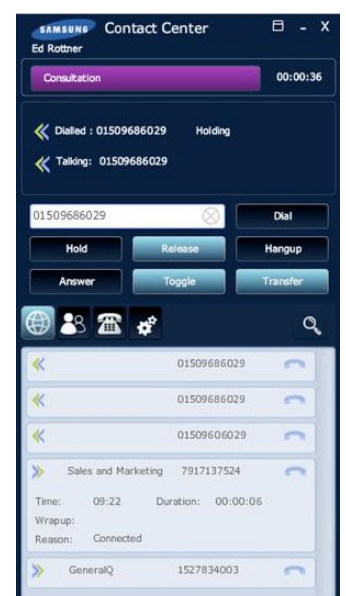 SAMSUNG Contact Center - X
Ed Rottner
Consultation 00:00:36
Dialled : 01509686029 Holding
Talking: 01509686029
01509686029 Dial
Hold Release Hangup
Answer Toggle Transfer
01509686029
01509686029
01509606029
Sales and Marketing 7917137524
Time: 09:22 Duration: 00:00:06
Wrapup:
Reason: Connected
GeneralQ 1527834003